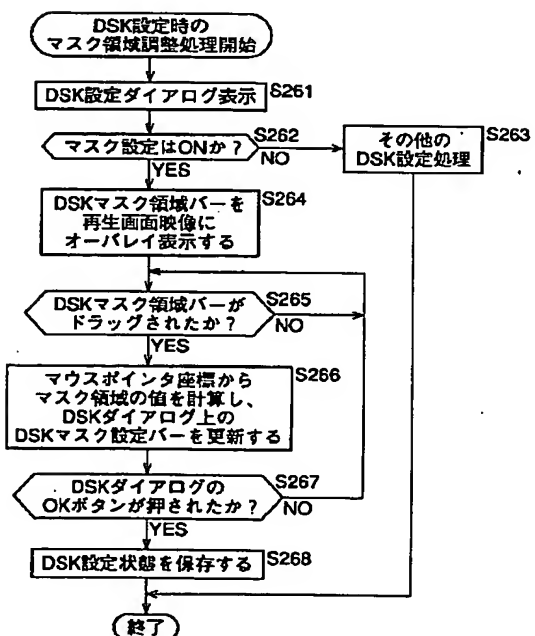 DSK設定時の
マスク領域調整処理開始
DSK設定ダイアログ表示
S261
マスク設定はONか？
S262
NO
YES
その他の
DSK設定処理
S263
DSKマスク領域バーを
再生画面映像に
オーバレイ表示する
S264
DSKマスク領域バーが
ドラッグされたか？
S265
NO
YES
マウスポインタ座標から
マスク領域の値を計算し、
DSKダイアログ上の
DSKマスク設定バーを更新する
S266
DSKダイアログの
OKボタンが押されたか？
S267
NO
YES
DSK設定状態を保存する
S268
終了